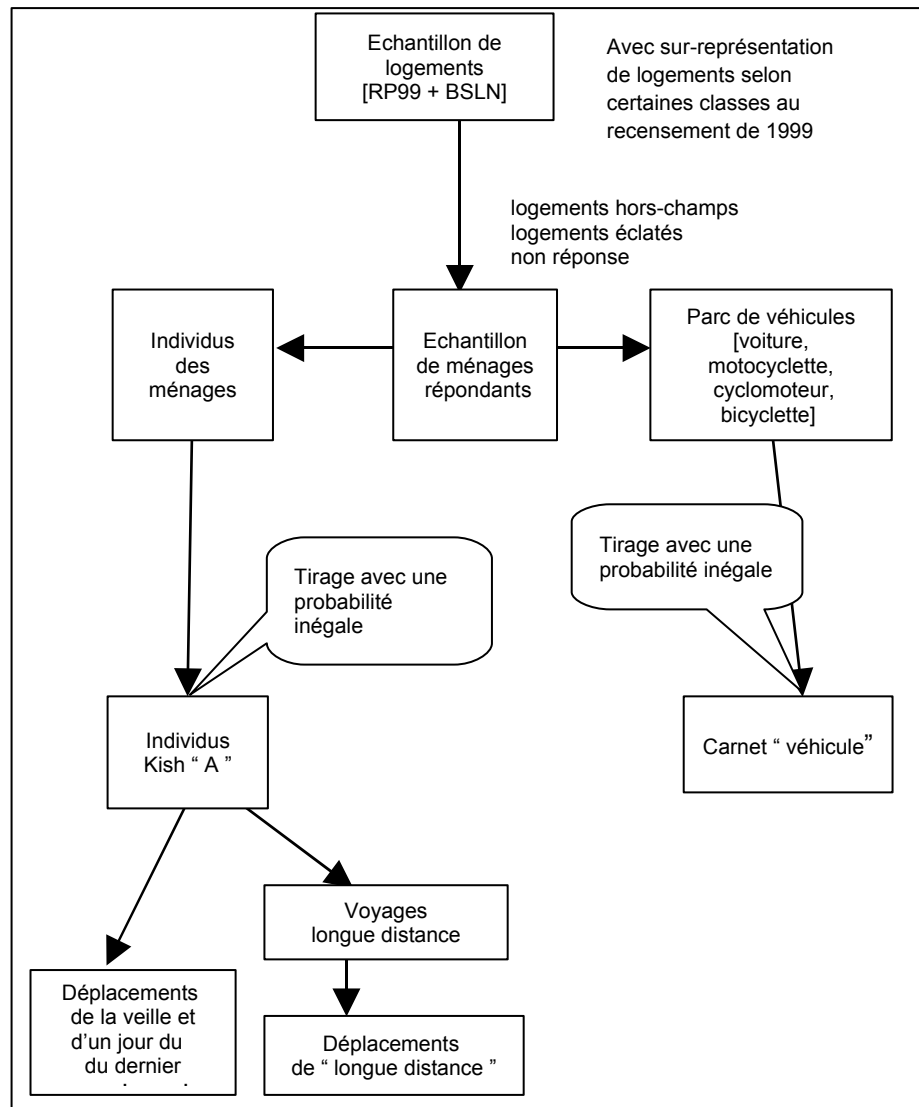 Echantillon de
logements
[RP99 + BSLN]
Avec sur-représentation
de logements selon
certaines classes au
recensement de 1999
logements hors-champs
logements éclatés
non réponse
Individus
des
ménages
Echantillon
de ménages
répondants
Parc de véhicules
[voiture,
motocyclette,
cyclomoteur,
bicyclette]
Tirage avec une
probabilité
inégale
Tirage avec une
probabilité inégale
Individus
Kish “ A ”
Carnet “ véhicule”
Voyages
longue distance
Déplacements
de la veille et
d’un jour du
du dernier
Déplacements
de “ longue distance ”